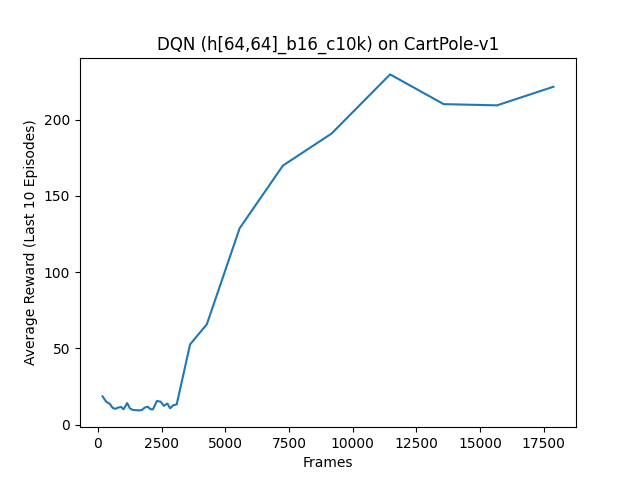 DQN (h[64,64]_b16_c10k) on CartPole-v1
Average Reward (Last 10 Episodes)
200
150
100
50
0
0 2500 5000 7500 10000 12500 15000 17500
Frames